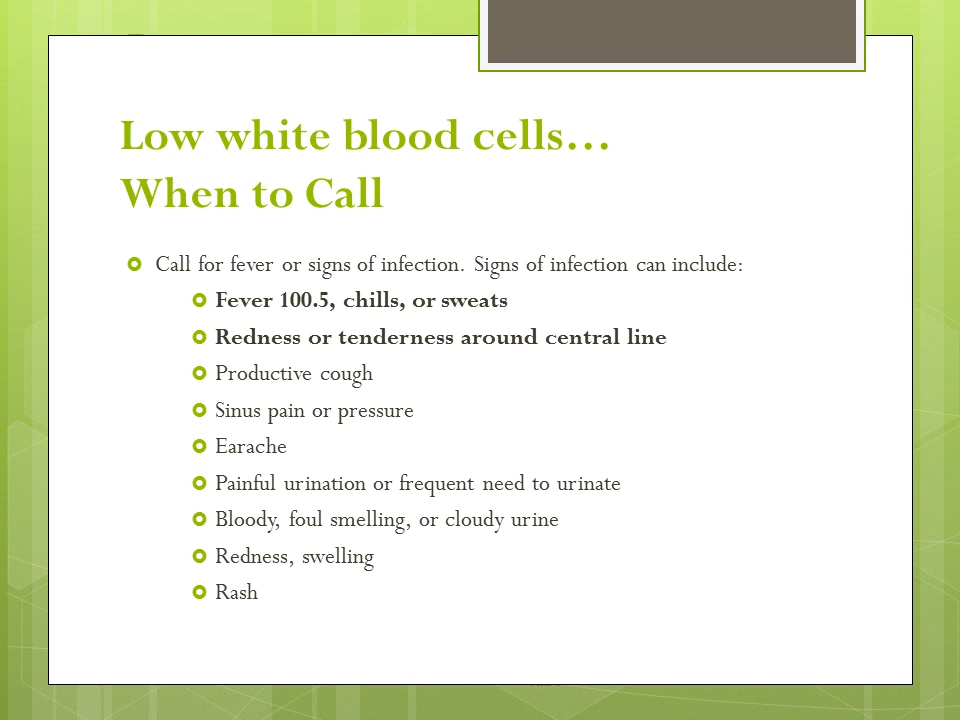 Low white blood cells…
When to Call
Call for fever or signs of infection. Signs of infection can include:
Fever 100.5, chills, or sweats
Redness or tenderness around central line
Productive cough
Sinus pain or pressure
Earache
Painful urination or frequent need to urinate
Bloody, foul smelling, or cloudy urine
Redness, swelling
Rash